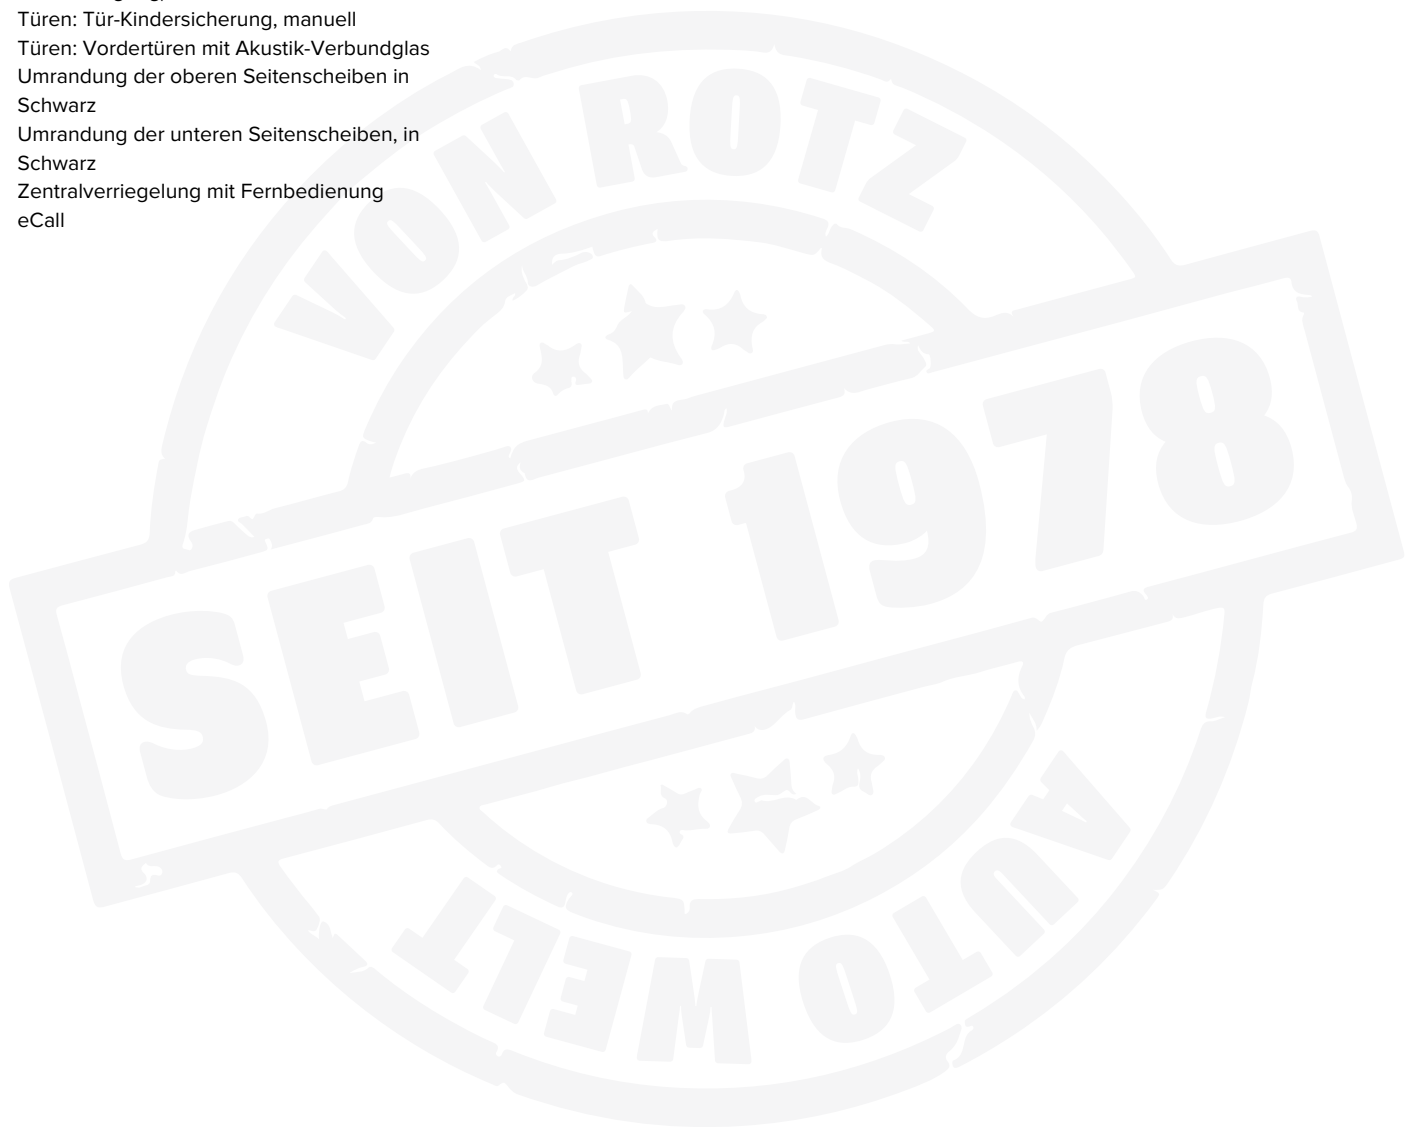 Türen: Tür-Kindersicherung, manuell
Türen: Vordertüren mit Akustik-Verbundglas
Umrandung der oberen Seitenscheiben in
Schwarz
Umrandung der unteren Seitenscheiben, in
Schwarz
Zentralverriegelung mit Fernbedienung
eCall
VON ROTZ
SEIT 1978
AUTO WELT